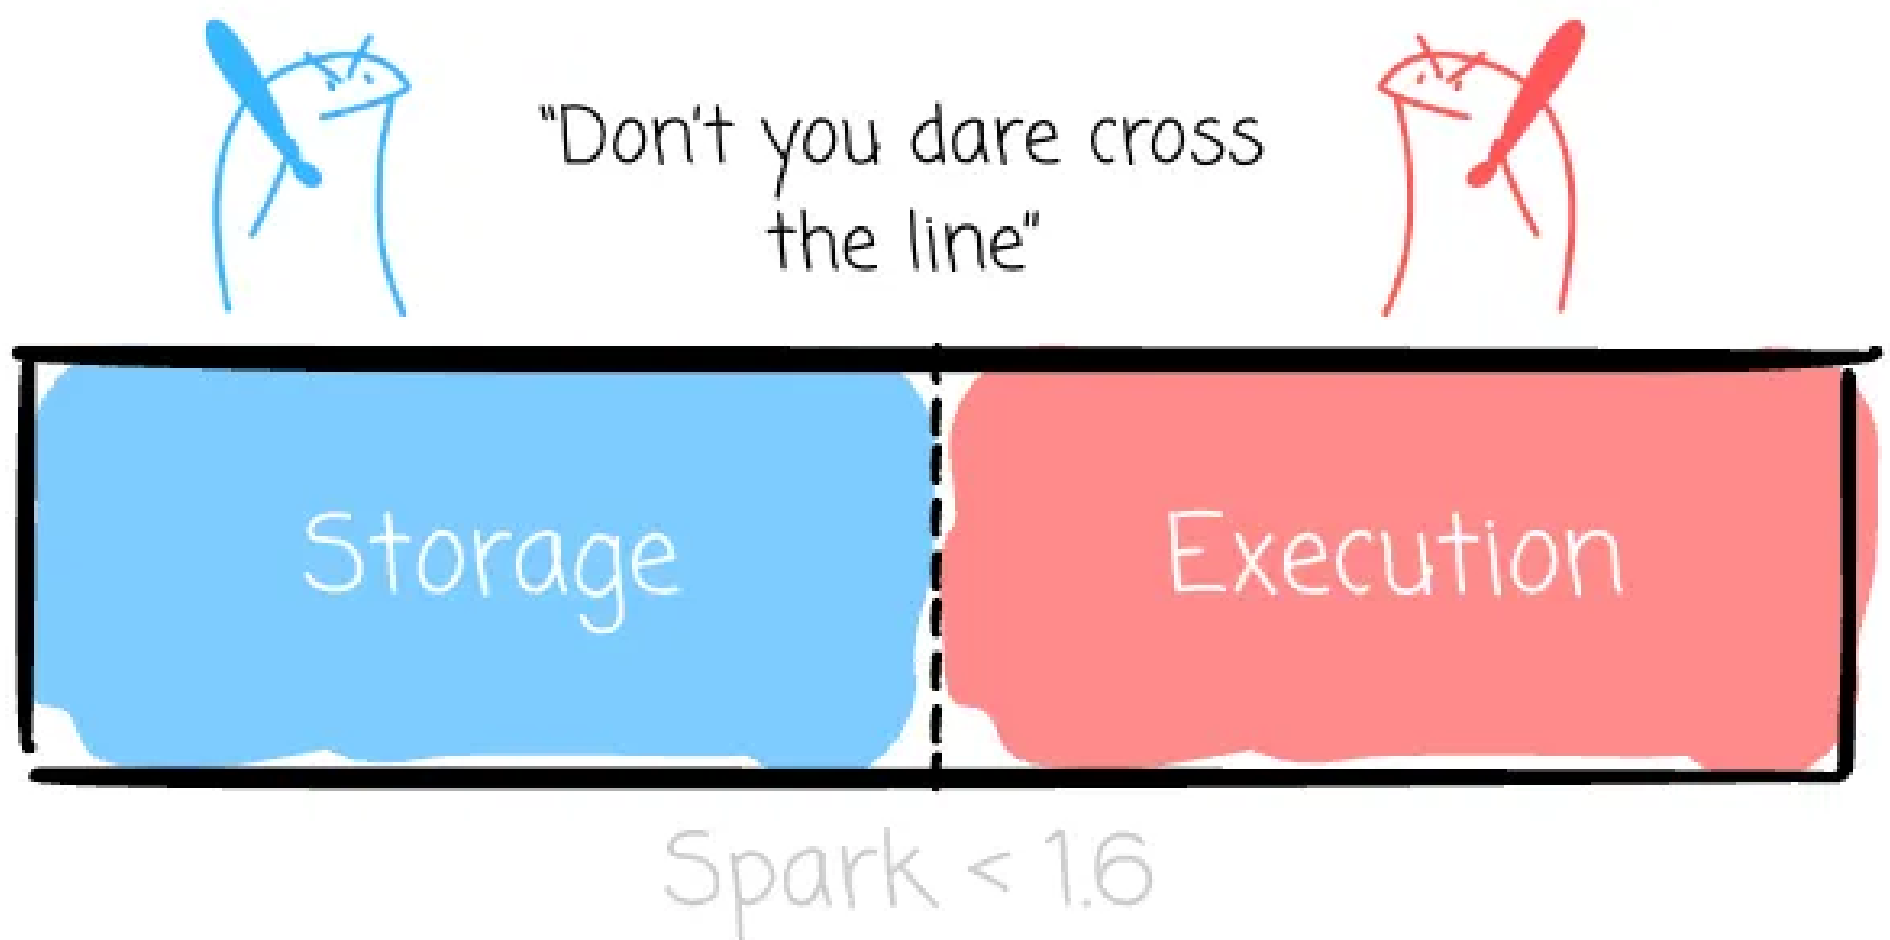 "Don't you dare cross
the line"
Storage
Execution
Spark < 1.6